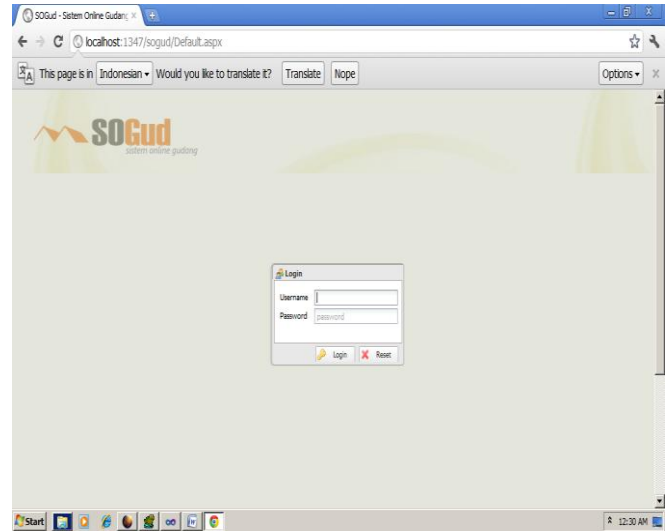 SOGud - Sistem Online Gudang
localhost:1347/sogud/Default.aspx
This page is in Indonesian Would you like to translate it? Translate Nope Options
SOGud
sistem online gudang
Login
Username
Password password
Login Reset
Start 12:30 AM